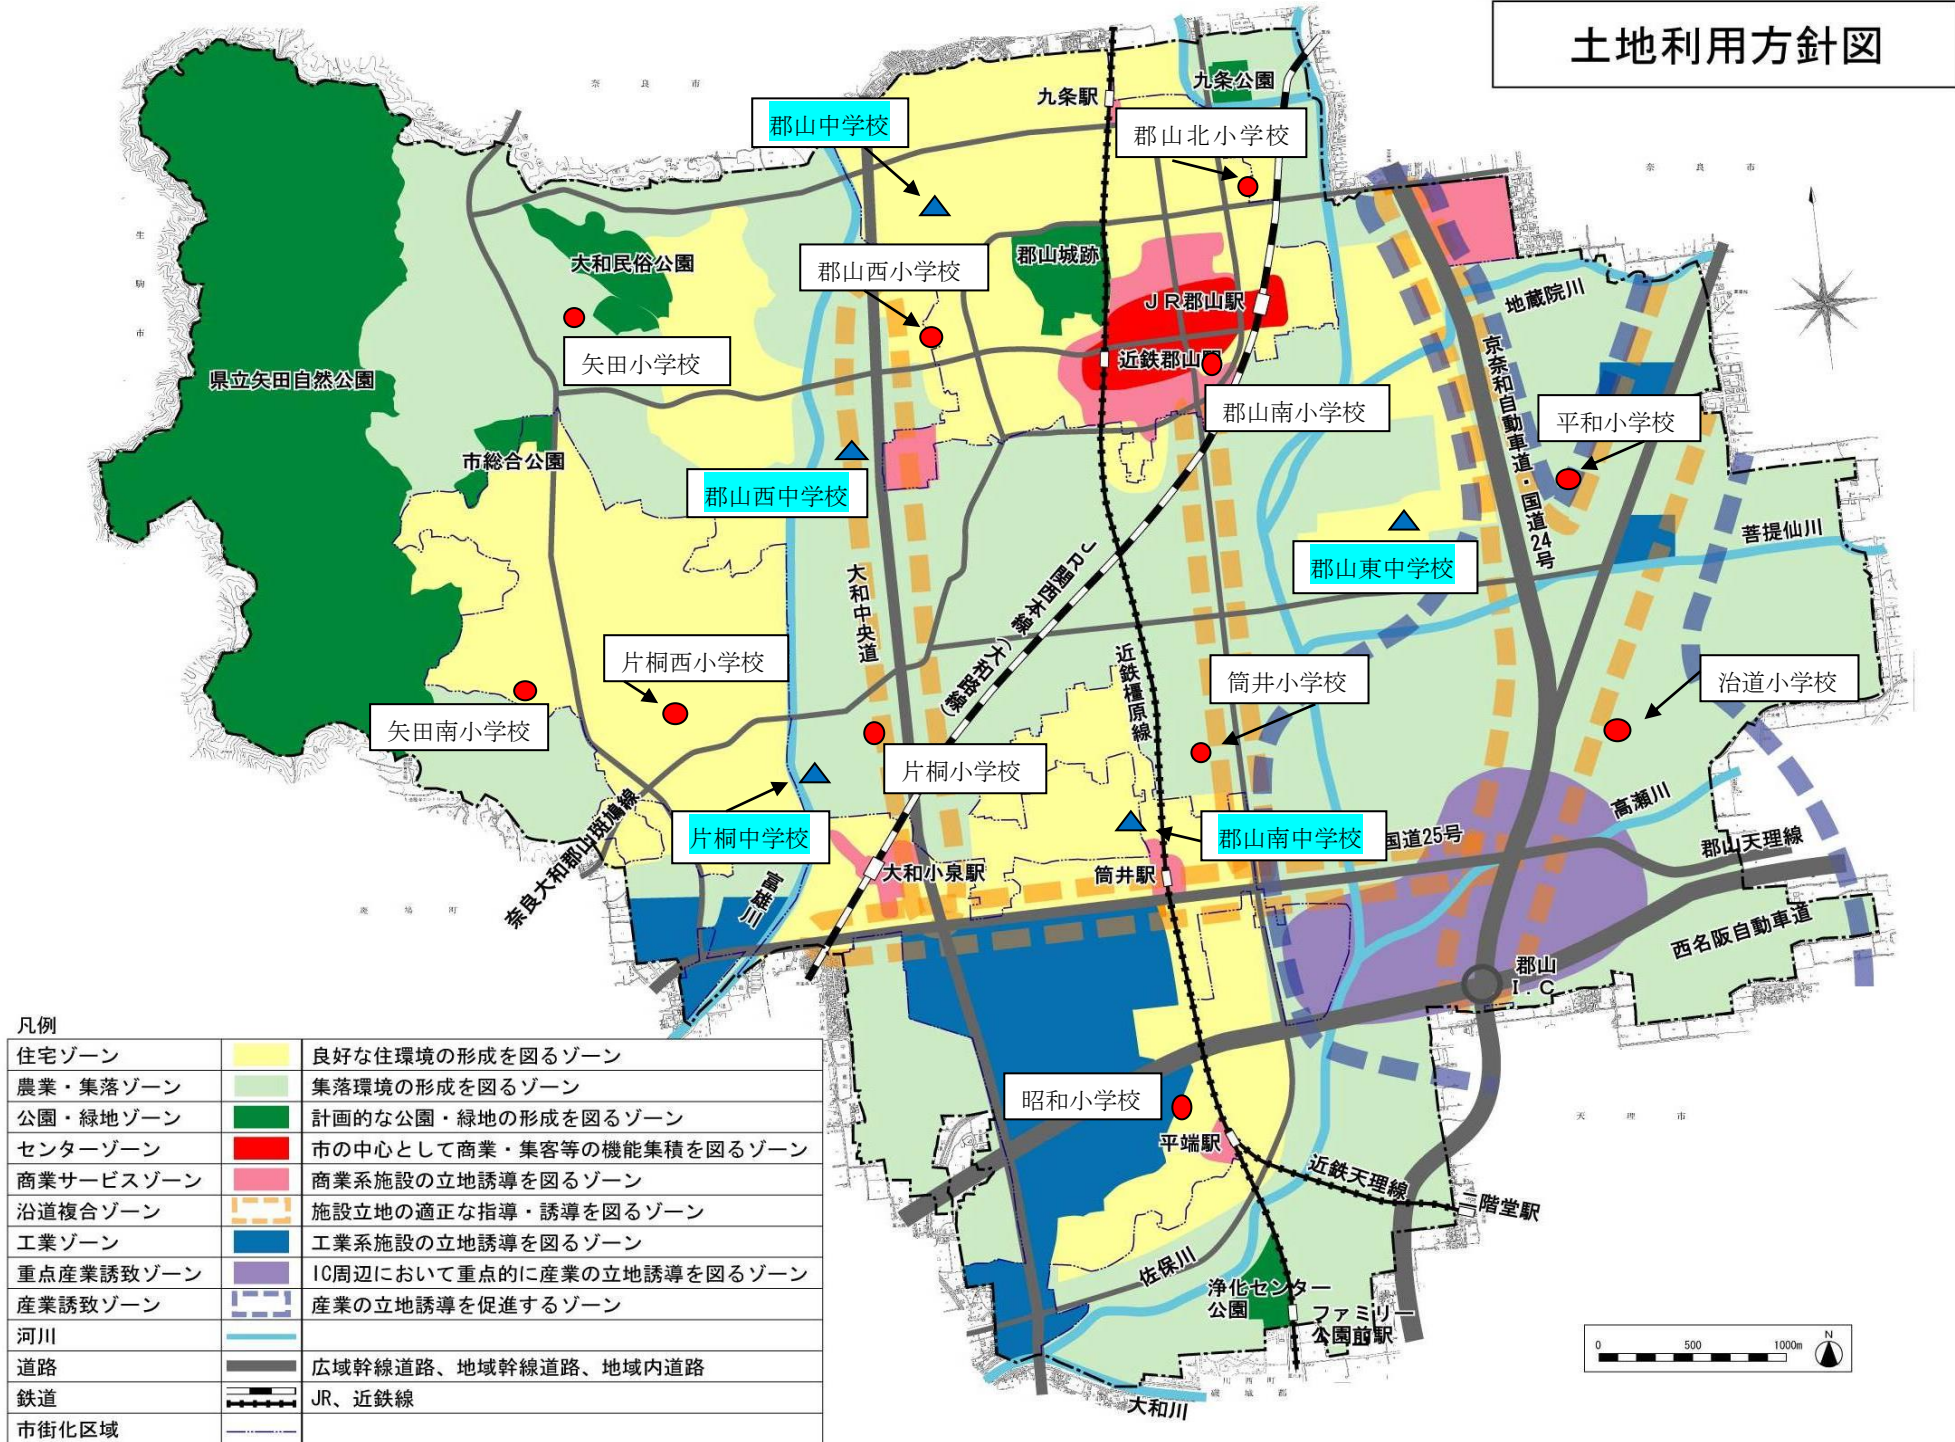 土地利用方針図
奈良市
九条公園
九条駅
郡山中学校
郡山北小学校
奈良市
生駒市
大和民俗公園
郡山西小学校
郡山城跡
JR郡山駅
地蔵院川
矢田小学校
近鉄郡山駅
県立矢田自然公園
京奈和自動車道・国道24号
郡山南小学校
平和小学校
市総合公園
郡山西中学校
菩提仙川
郡山東中学校
大和中央道
JR関西本線(大和路線)
近鉄橿原線
片桐西小学校
筒井小学校
治道小学校
矢田南小学校
片桐小学校
高瀬川
奈良大和郡山斑鳩線
片桐中学校
郡山南中学校
国道25号
郡山天理線
大和小泉駅
筒井駅
富雄川
斑鳩町
西名阪自動車道
郡山
I.C
昭和小学校
平端駅
天理市
近鉄天理線
二階堂駅
佐保川
浄化センター
公園
ファミリー
公園前駅
川西町
磯城郡
大和川
0 500 1000m
N
凡例
住宅ゾーン 良好な住環境の形成を図るゾーン
農業・集落ゾーン 集落環境の形成を図るゾーン
公園・緑地ゾーン 計画的な公園・緑地の形成を図るゾーン
センターゾーン 市の中心として商業・集客等の機能集積を図るゾーン
商業サービスゾーン 商業系施設の立地誘導を図るゾーン
沿道複合ゾーン 施設立地の適正な指導・誘導を図るゾーン
工業ゾーン 工業系施設の立地誘導を図るゾーン
重点産業誘致ゾーン IC周辺において重点的に産業の立地誘導を図るゾーン
産業誘致ゾーン 産業の立地誘導を促進するゾーン
河川
道路 広域幹線道路、地域幹線道路、地域内道路
鉄道 JR、近鉄線
市街化区域